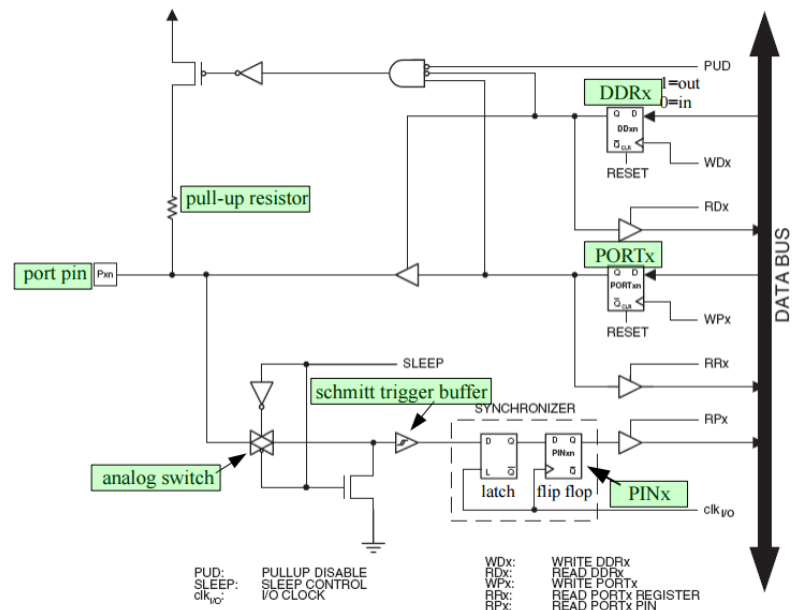 PUD
DDRx
1=out
0=in
Q D
DDxn
Q CLR
RESET
WDx
RDx
pull-up resistor
port pin
Pxn
PORTx
Q D
PORTxn
Q CLR
RESET
WPx
DATA BUS
SLEEP
RRx
schmitt trigger buffer
SYNCHRONIZER
RPx
D Q
L Q
D Q
PINxn
Q
analog switch
latch
flip flop
PINx
clk I/O
PUD: PULLUP DISABLE
SLEEP: SLEEP CONTROL
clk I/O: I/O CLOCK
WDx: WRITE DDRx
RDx: READ DDRx
WPx: WRITE PORTx
RRx: READ PORTx REGISTER
RPx: READ PORTx PIN